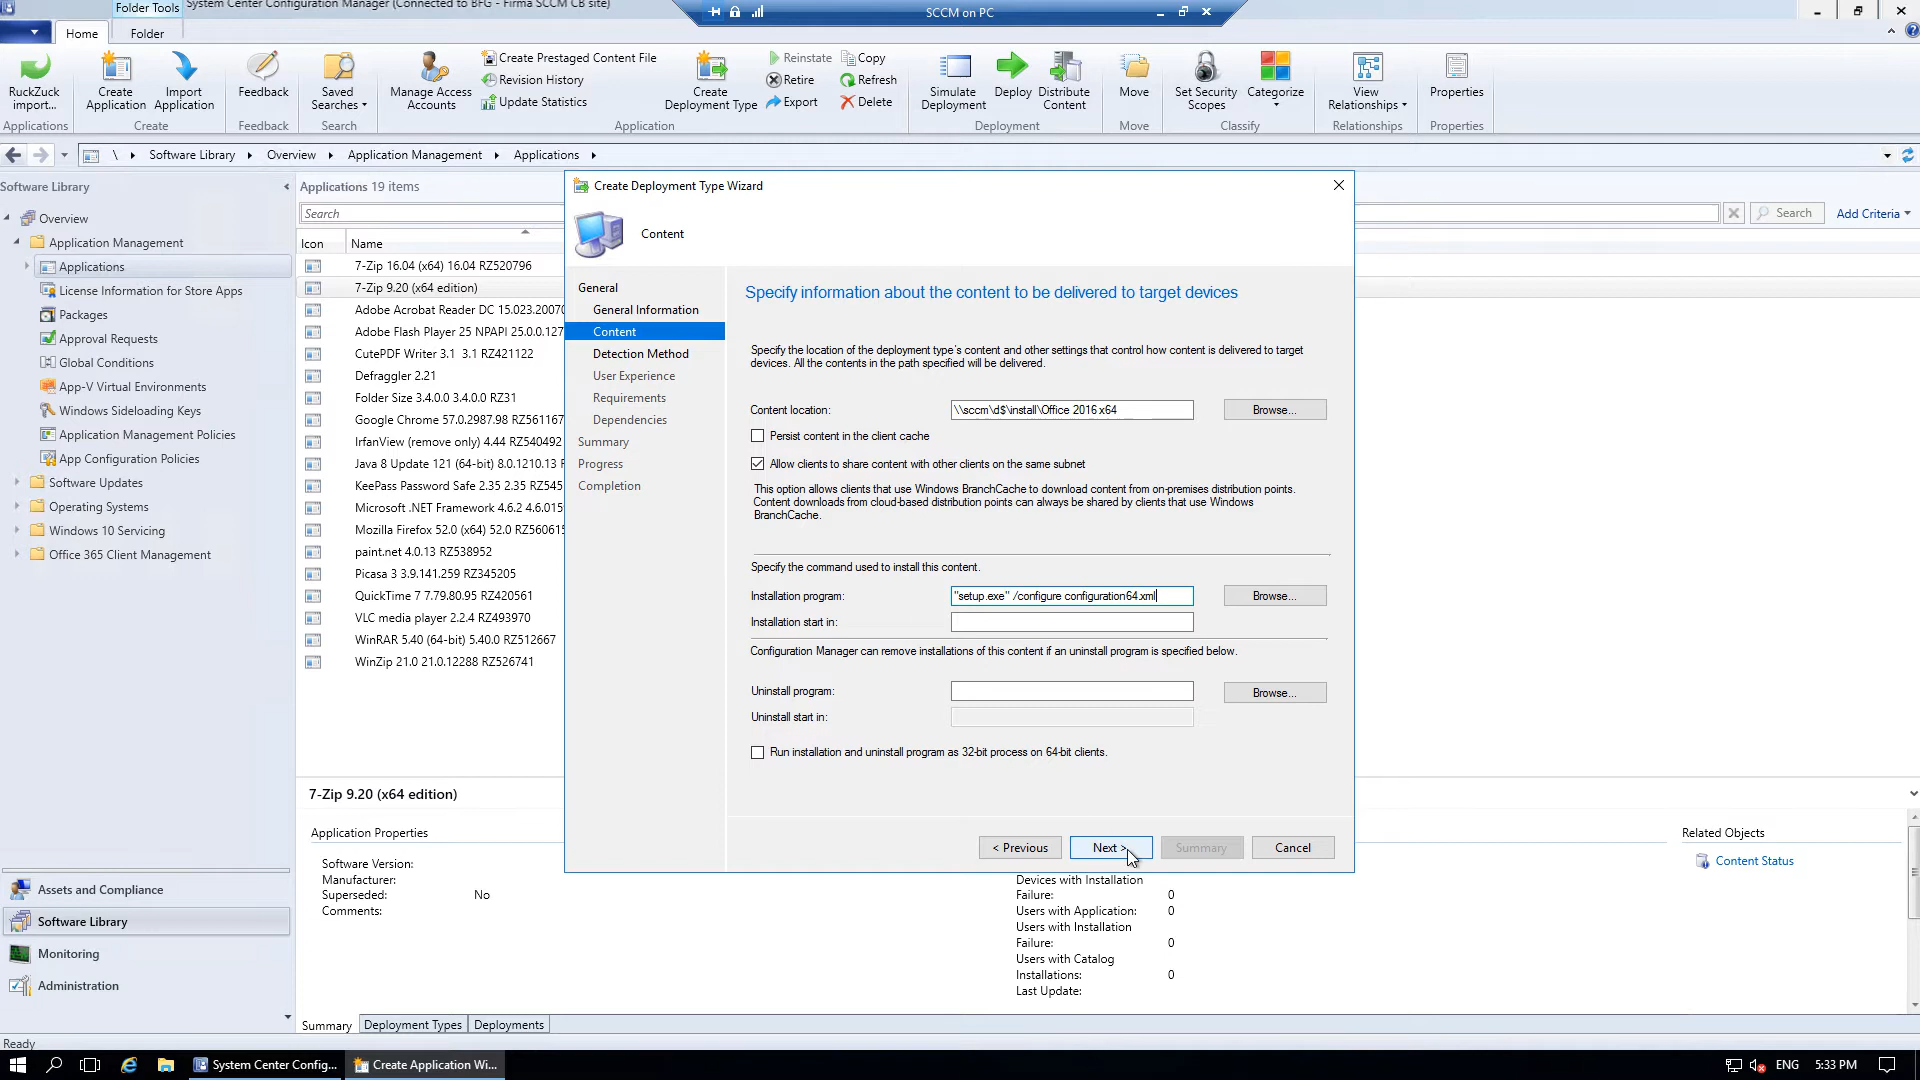 System Center Configuration Manager (Connected to BFG - Firma SCCM CB site)
Folder Tools
SCCM on PC
Home
Folder
RuckZuck import...
Create Application
Import Application
Feedback
Saved Searches
Manage Access Accounts
Create Prestaged Content File
Revision History
Update Statistics
Create Deployment Type
Reinstate
Retire
Export
Copy
Refresh
Delete
Simulate Deployment
Deploy
Distribute Content
Move
Set Security Scopes
Categorize
View Relationships
Properties
Applications
Create
Feedback
Search
Application
Deployment
Move
Classify
Relationships
Properties
\ Software Library Overview Application Management Applications
Software Library
Overview
Application Management
Applications
License Information for Store Apps
Packages
Approval Requests
Global Conditions
App-V Virtual Environments
Windows Sideloading Keys
Application Management Policies
App Configuration Policies
Software Updates
Operating Systems
Windows 10 Servicing
Office 365 Client Management
Assets and Compliance
Software Library
Monitoring
Administration
Applications 19 items
Search
Search
Add Criteria
Icon Name
7-Zip 16.04 (x64) 16.04 RZ520796
7-Zip 9.20 (x64 edition)
Adobe Acrobat Reader DC 15.023.20070
Adobe Flash Player 25 NPAPI 25.0.0.127
CutePDF Writer 3.1 3.1 RZ421122
Defraggler 2.21
Folder Size 3.4.0.0 3.4.0.0 RZ31
Google Chrome 57.0.2987.98 RZ561167
IrfanView (remove only) 4.44 RZ540492
Java 8 Update 121 (64-bit) 8.0.1210.13 R
KeePass Password Safe 2.35 2.35 RZ545
Microsoft .NET Framework 4.6.2 4.6.015
Mozilla Firefox 52.0 (x64) 52.0 RZ560615
paint.net 4.0.13 RZ538952
Picasa 3 3.9.141.259 RZ345205
QuickTime 7 7.79.80.95 RZ420561
VLC media player 2.2.4 RZ493970
WinRAR 5.40 (64-bit) 5.40.0 RZ512667
WinZip 21.0 21.0.12288 RZ526741
Create Deployment Type Wizard
Content
General
General Information
Content
Detection Method
User Experience
Requirements
Dependencies
Summary
Progress
Completion
Specify information about the content to be delivered to target devices
Specify the location of the deployment type's content and other settings that control how content is delivered to target
devices. All the contents in the path specified will be delivered.
Content location: \\sccm\d$\install\Office 2016 x64 Browse...
Persist content in the client cache
Allow clients to share content with other clients on the same subnet
This option allows clients that use Windows BranchCache to download content from on-premises distribution points.
Content downloads from cloud-based distribution points can always be shared by clients that use Windows
BranchCache.
Specify the command used to install this content.
Installation program: "setup.exe" /configure configuration64.xml Browse...
Installation start in:
Configuration Manager can remove installations of this content if an uninstall program is specified below.
Uninstall program: Browse...
Uninstall start in:
Run installation and uninstall program as 32-bit process on 64-bit clients.
< Previous Next > Summary Cancel
7-Zip 9.20 (x64 edition)
Application Properties
Software Version:
Manufacturer:
Superseded: No
Comments:
Devices with Installation
Failure: 0
Users with Application: 0
Users with Installation
Failure: 0
Users with Catalog
Installations: 0
Last Update:
Related Objects
Content Status
Summary Deployment Types Deployments
Ready
System Center Config...
Create Application Wi...
ENG
5:33 PM